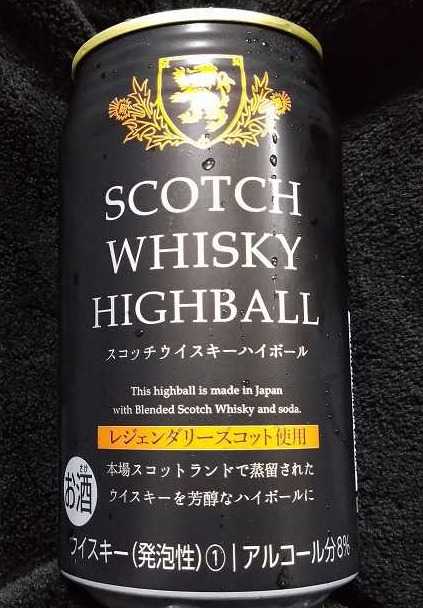 SCOTCH
WHISKY
HIGHBALL
スコッチウイスキーハイボール
This highball is made in Japan
with Blended Scotch Whisky and soda.
レジェンダリースコット使用
本場スコットランドで蒸留された
ウイスキーを芳醇なハイボールに
さけ
お酒
ウイスキー(発泡性)①|アルコール分8%